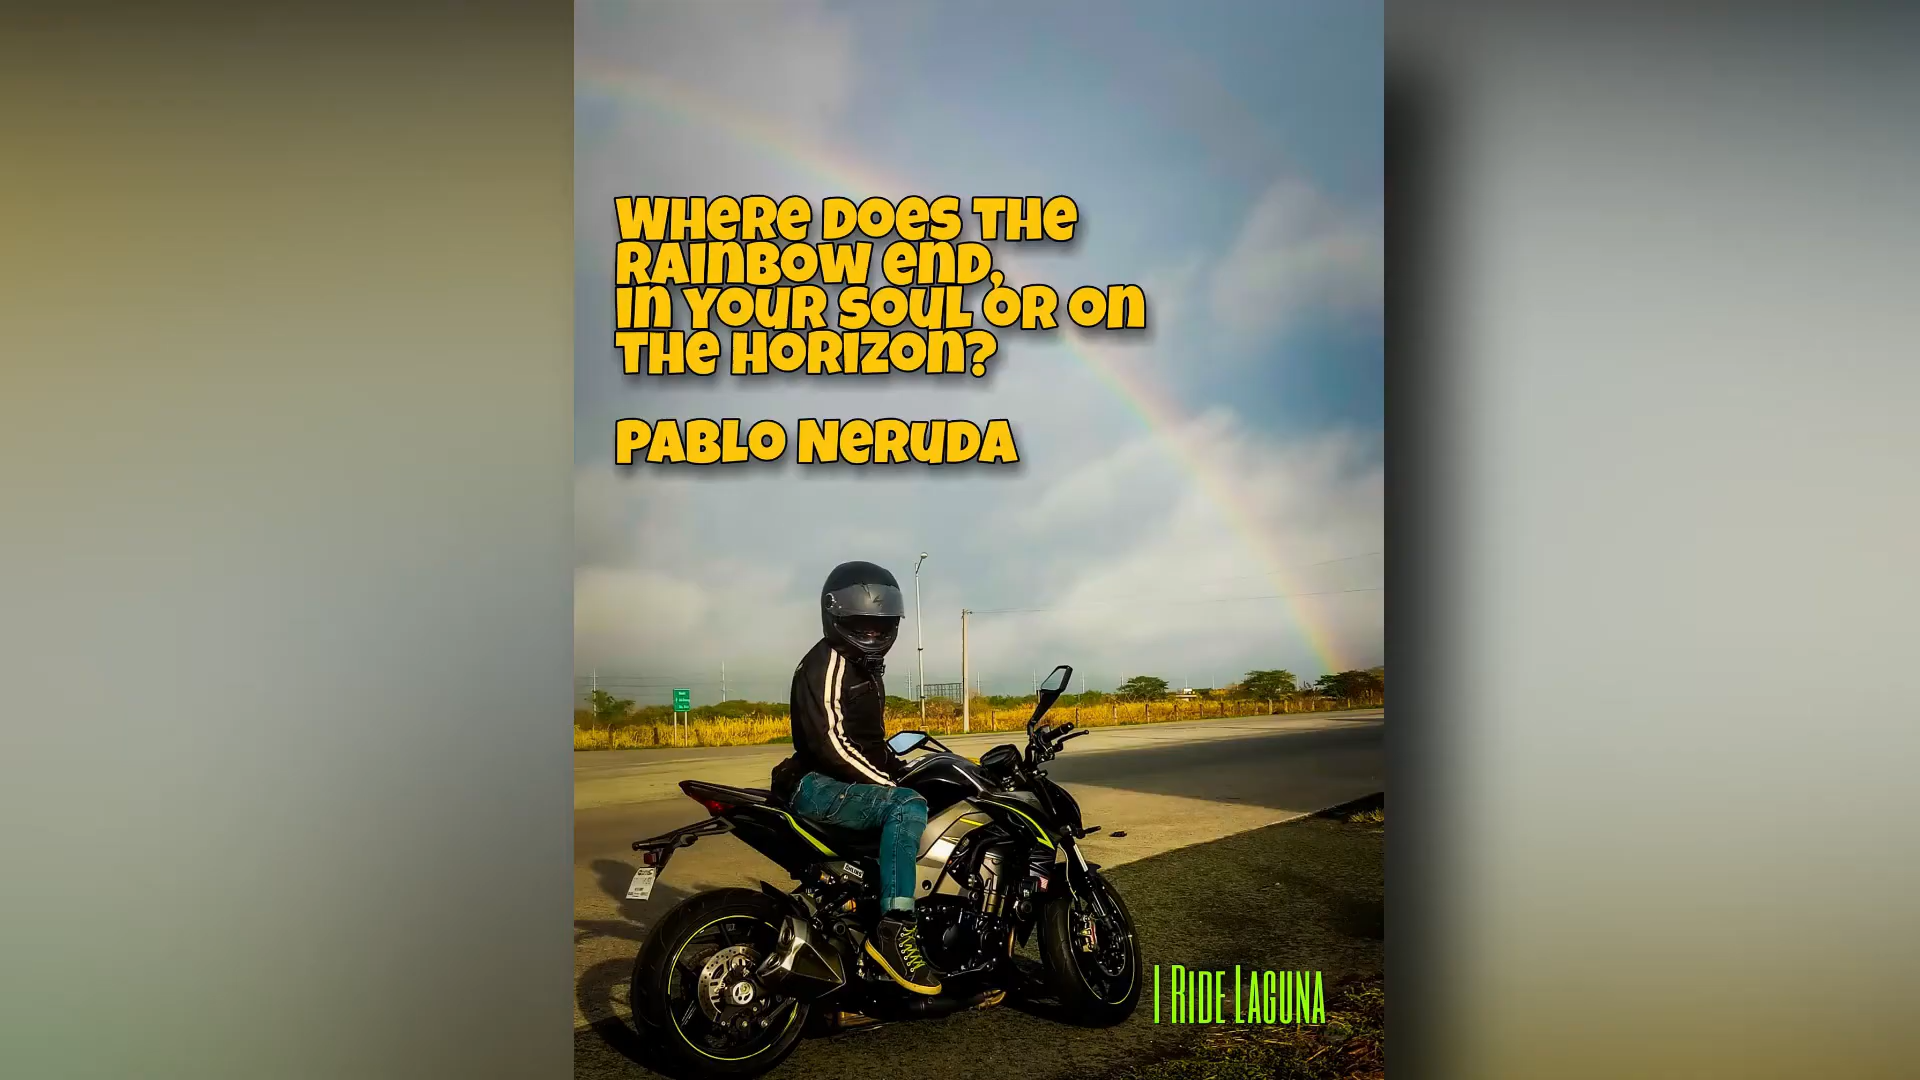 Where does the
rainbow end,
in your soul or on
the horizon?
Pablo Neruda
I Ride Laguna